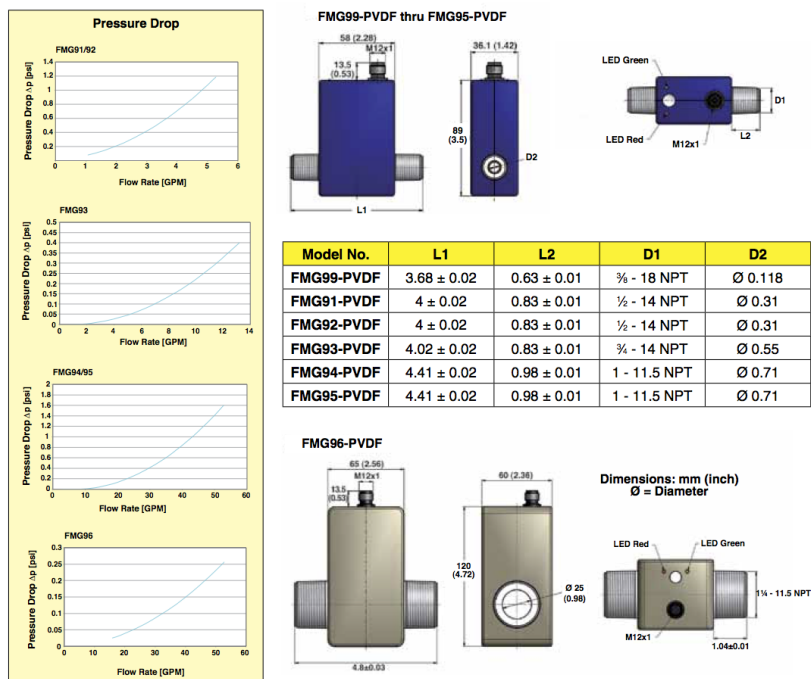 Pressure Drop
FMG91/92
Pressure Drop Δp [psi]
1.4
1.2
1
0.8
0.6
0.4
0.2
0 1 2 3 4 5 6
Flow Rate [GPM]
FMG93
Pressure Drop Δp [psi]
0.5
0.45
0.4
0.35
0.3
0.25
0.2
0.15
0.1
0.05
0
0 2 4 6 8 10 12 14
Flow Rate [GPM]
FMG94/95
Pressure Drop Δp [psi]
2
1.8
1.6
1.4
1.2
1
0.8
0.6
0.4
0.2
0
0 10 20 30 40 50 60
Flow Rate [GPM]
FMG96
Pressure Drop Δp [psi]
0.3
0.25
0.2
0.15
0.1
0.05
0
0 10 20 30 40 50 60
Flow Rate [GPM]
FMG99-PVDF thru FMG95-PVDF
58 (2.28)
M12x1
13.5
(0.53)
L1
36.1 (1.42)
89
(3.5)
D2
LED Green
LED Red
M12x1
D1
L2
Model No. L1 L2 D1 D2
FMG99-PVDF 3.68 ± 0.02 0.63 ± 0.01 ⅜ - 18 NPT Ø 0.118
FMG91-PVDF 4 ± 0.02 0.83 ± 0.01 ½ - 14 NPT Ø 0.31
FMG92-PVDF 4 ± 0.02 0.83 ± 0.01 ½ - 14 NPT Ø 0.31
FMG93-PVDF 4.02 ± 0.02 0.83 ± 0.01 ¾ - 14 NPT Ø 0.55
FMG94-PVDF 4.41 ± 0.02 0.98 ± 0.01 1 - 11.5 NPT Ø 0.71
FMG95-PVDF 4.41 ± 0.02 0.98 ± 0.01 1 - 11.5 NPT Ø 0.71
FMG96-PVDF
65 (2.56)
M12x1
13.5
(0.53)
4.8±0.03
60 (2.36)
120
(4.72)
Ø 25
(0.98)
Dimensions: mm (inch)
Ø = Diameter
LED Red
LED Green
1¼ - 11.5 NPT
M12x1
1.04±0.01